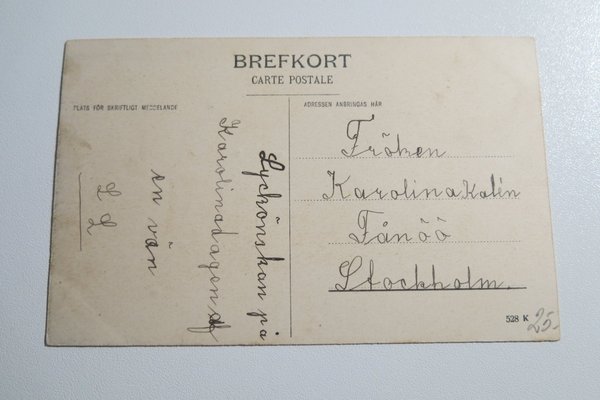 BREFKORT
CARTE POSTALE
PLATS FÖR SKRIFTLIGT MEDDELANDE
ADRESSEN ANBRINGAS HÄR
Lyckönskan på
Karolinadagen af
en vän
L L
Fröken
Karolina Kalén
Fånöö
Stockholm.
528 K
25-